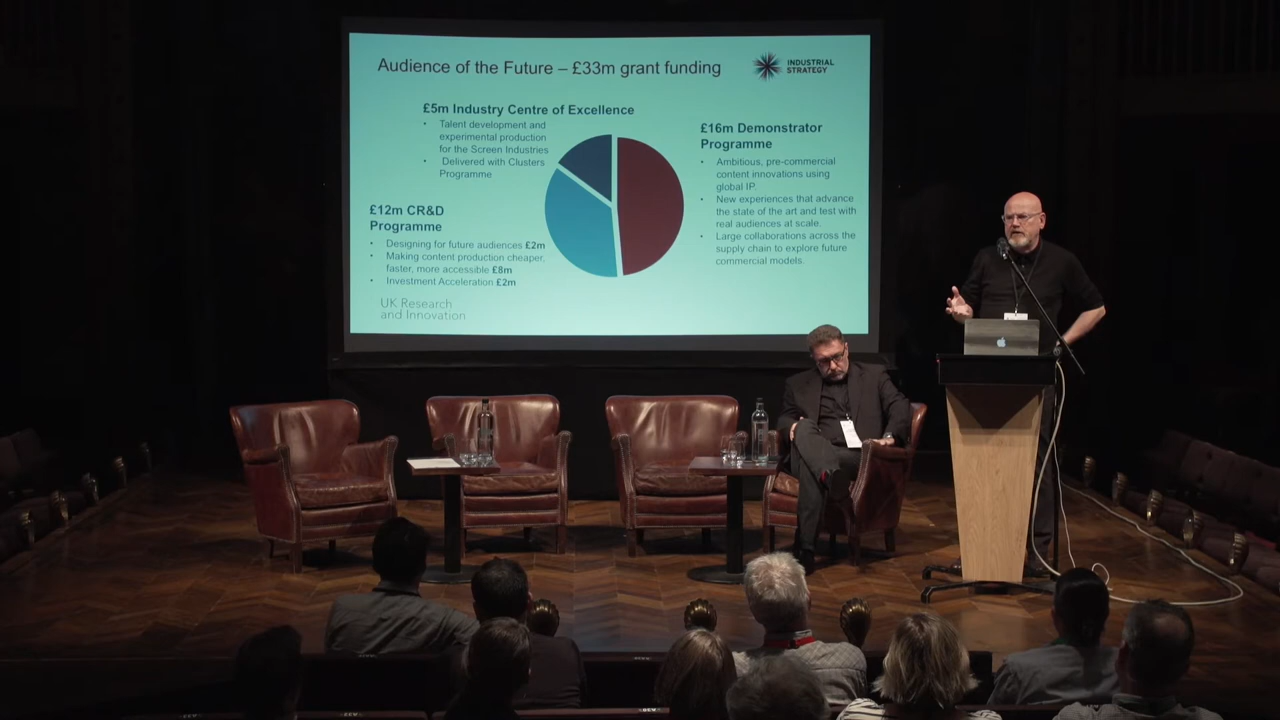 Audience of the Future – £33m grant funding
INDUSTRIAL
STRATEGY
£5m Industry Centre of Excellence
• Talent development and
experimental production
for the Screen Industries
• Delivered with Clusters
Programme
£16m Demonstrator
Programme
• Ambitious, pre-commercial
content innovations using
global IP.
• New experiences that advance
the state of the art and test with
real audiences at scale.
• Large collaborations across the
supply chain to explore future
commercial models.
£12m CR&D
Programme
• Designing for future audiences £2m
• Making content production cheaper,
faster, more accessible £8m
• Investment Acceleration £2m
UK Research
and Innovation